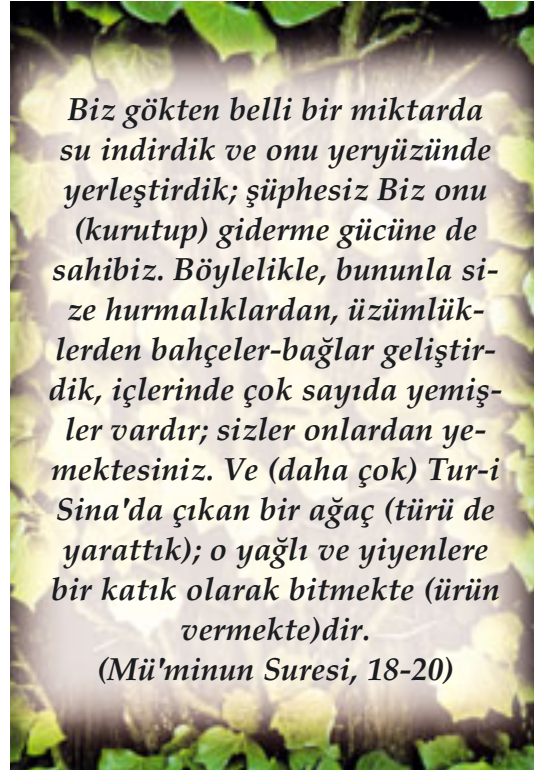 Biz gökten belli bir miktarda
su indirdik ve onu yeryüzünde
yerleştirdik; şüphesiz Biz onu
(kurutup) giderme gücüne de
sahibiz. Böylelikle, bununla si-
ze hurmalıklardan, üzümlük-
lerden bahçeler-bağlar geliştir-
dik, içlerinde çok sayıda yemiş-
ler vardır; sizler onlardan ye-
mektesiniz. Ve (daha çok) Tur-i
Sina'da çıkan bir ağaç (türü de
yarattık); o yağlı ve yiyenlere
bir katık olarak bitmekte (ürün
vermekte)dir.
(Mü'minun Suresi, 18-20)